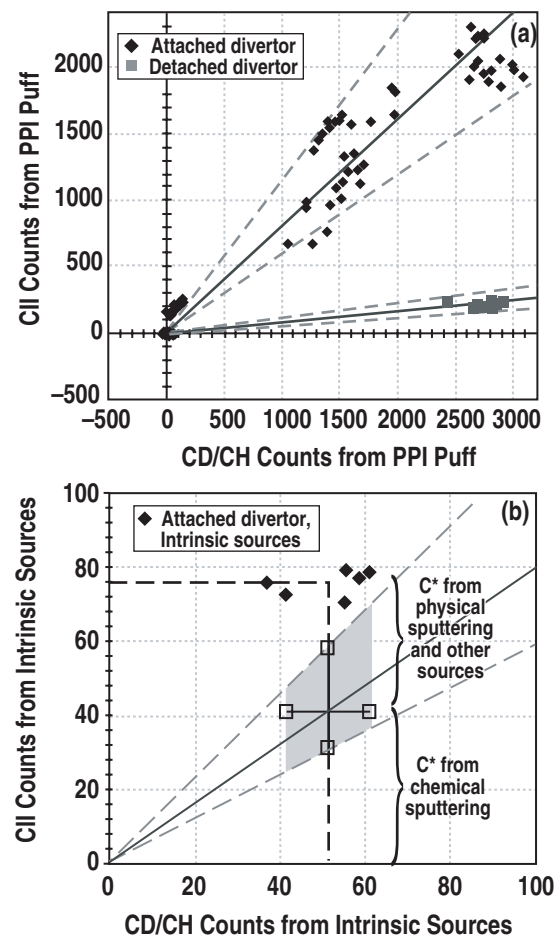 (a)
Attached divertor
Detached divertor
CII Counts from PPI Puff
2000
1500
1000
500
0
–500
–500 0 500 1000 1500 2000 2500 3000
CD/CH Counts from PPI Puff
(b)
Attached divertor,
Intrinsic sources
CII Counts from Intrinsic Sources
100
80
60
40
20
0
C* from
physical
sputtering
and other
sources
C* from
chemical
sputtering
0 20 40 60 80 100
CD/CH Counts from Intrinsic Sources